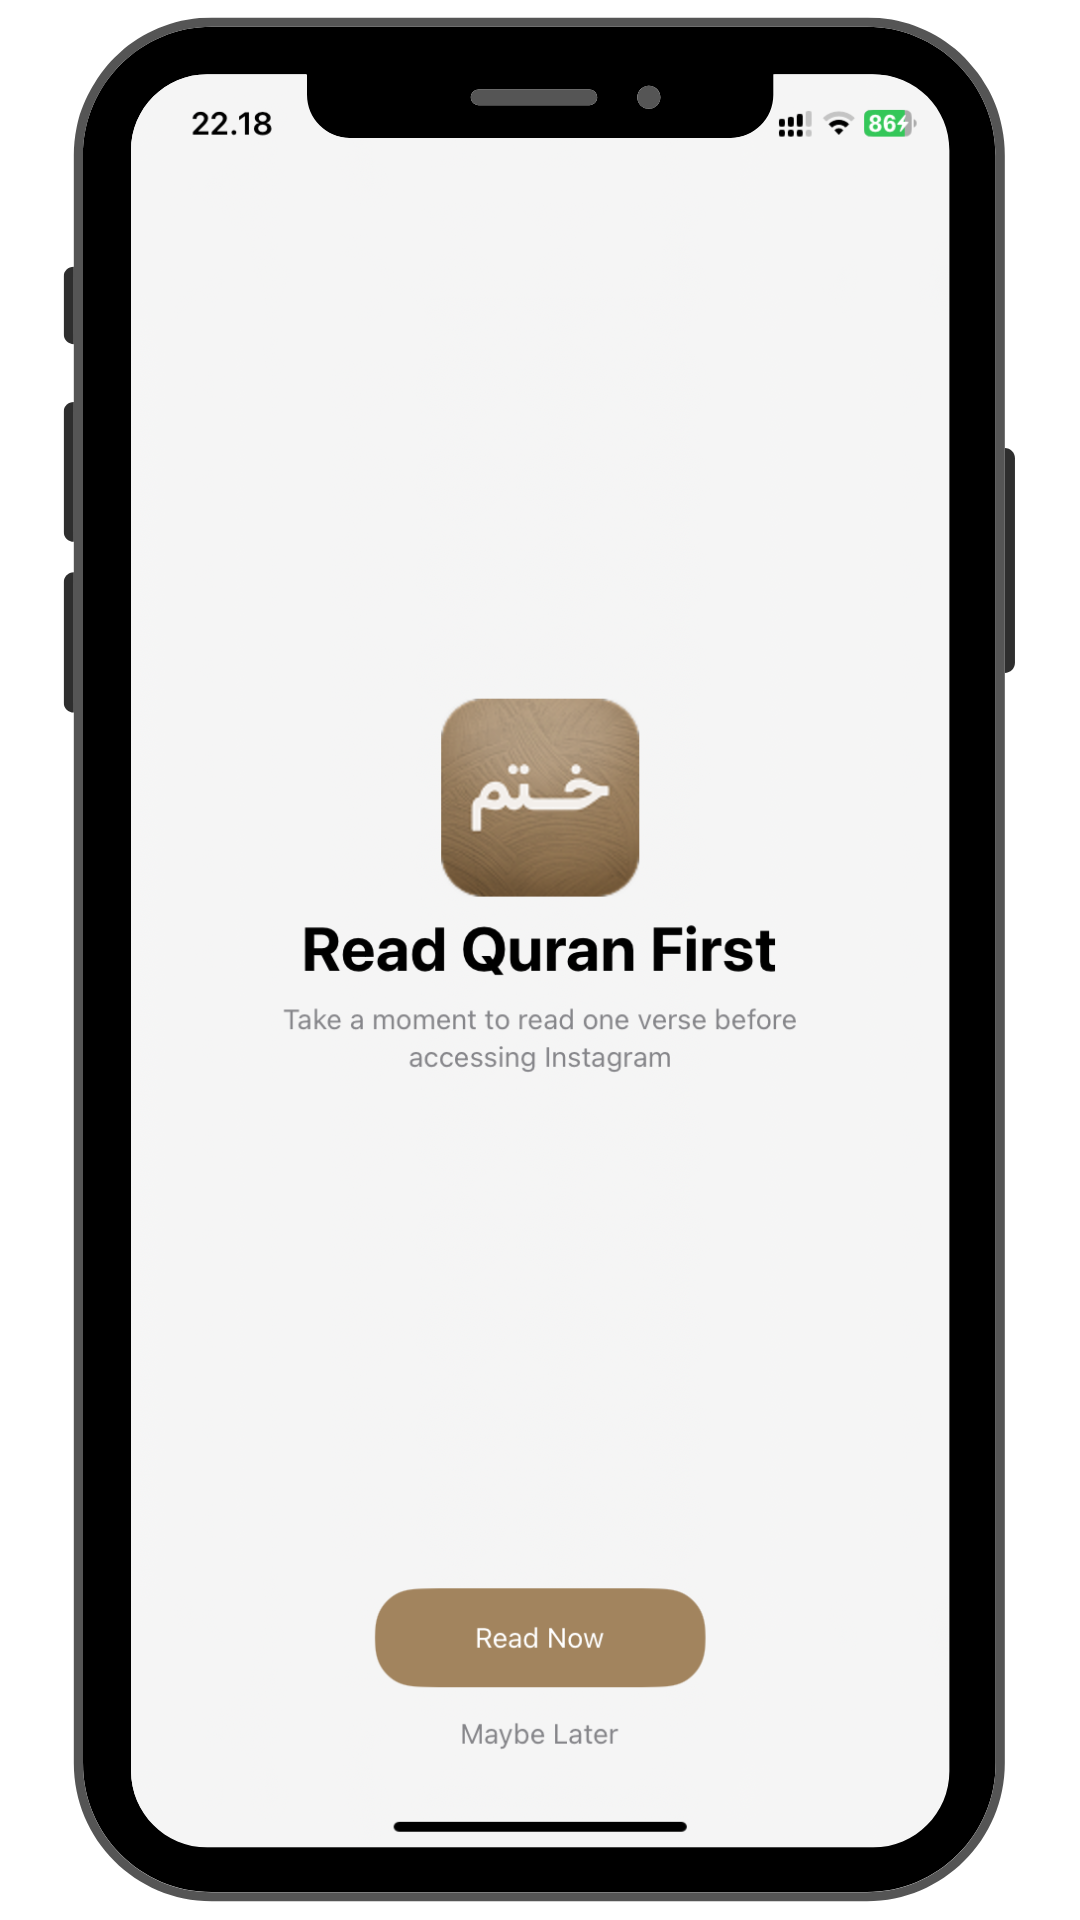 22.18
86
ختم
Read Quran First
Take a moment to read one verse before
accessing Instagram
Read Now
Maybe Later